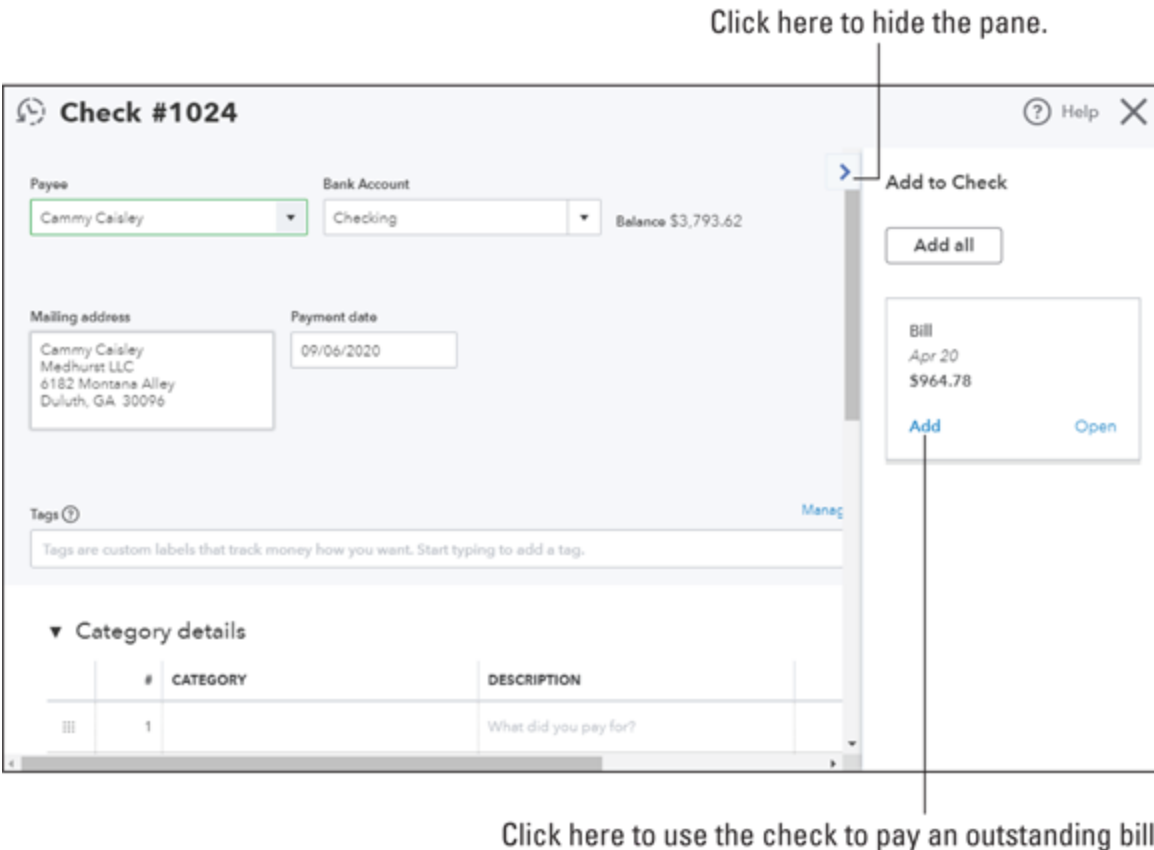 Click here to hide the pane.
Check #1024
Help
Payee
Bank Account
Cammy Caisley
Checking
Balance $3,793.62
Add to Check
Add all
Mailing address
Payment date
Cammy Caisley
Medhurst LLC
6182 Montana Alley
Duluth, GA 30096
09/06/2020
Bill
Apr 20
$964.78
Add
Open
Tags
Manag
Tags are custom labels that track money how you want. Start typing to add a tag.
Category details
# CATEGORY DESCRIPTION
1 What did you pay for?
Click here to use the check to pay an outstanding bill